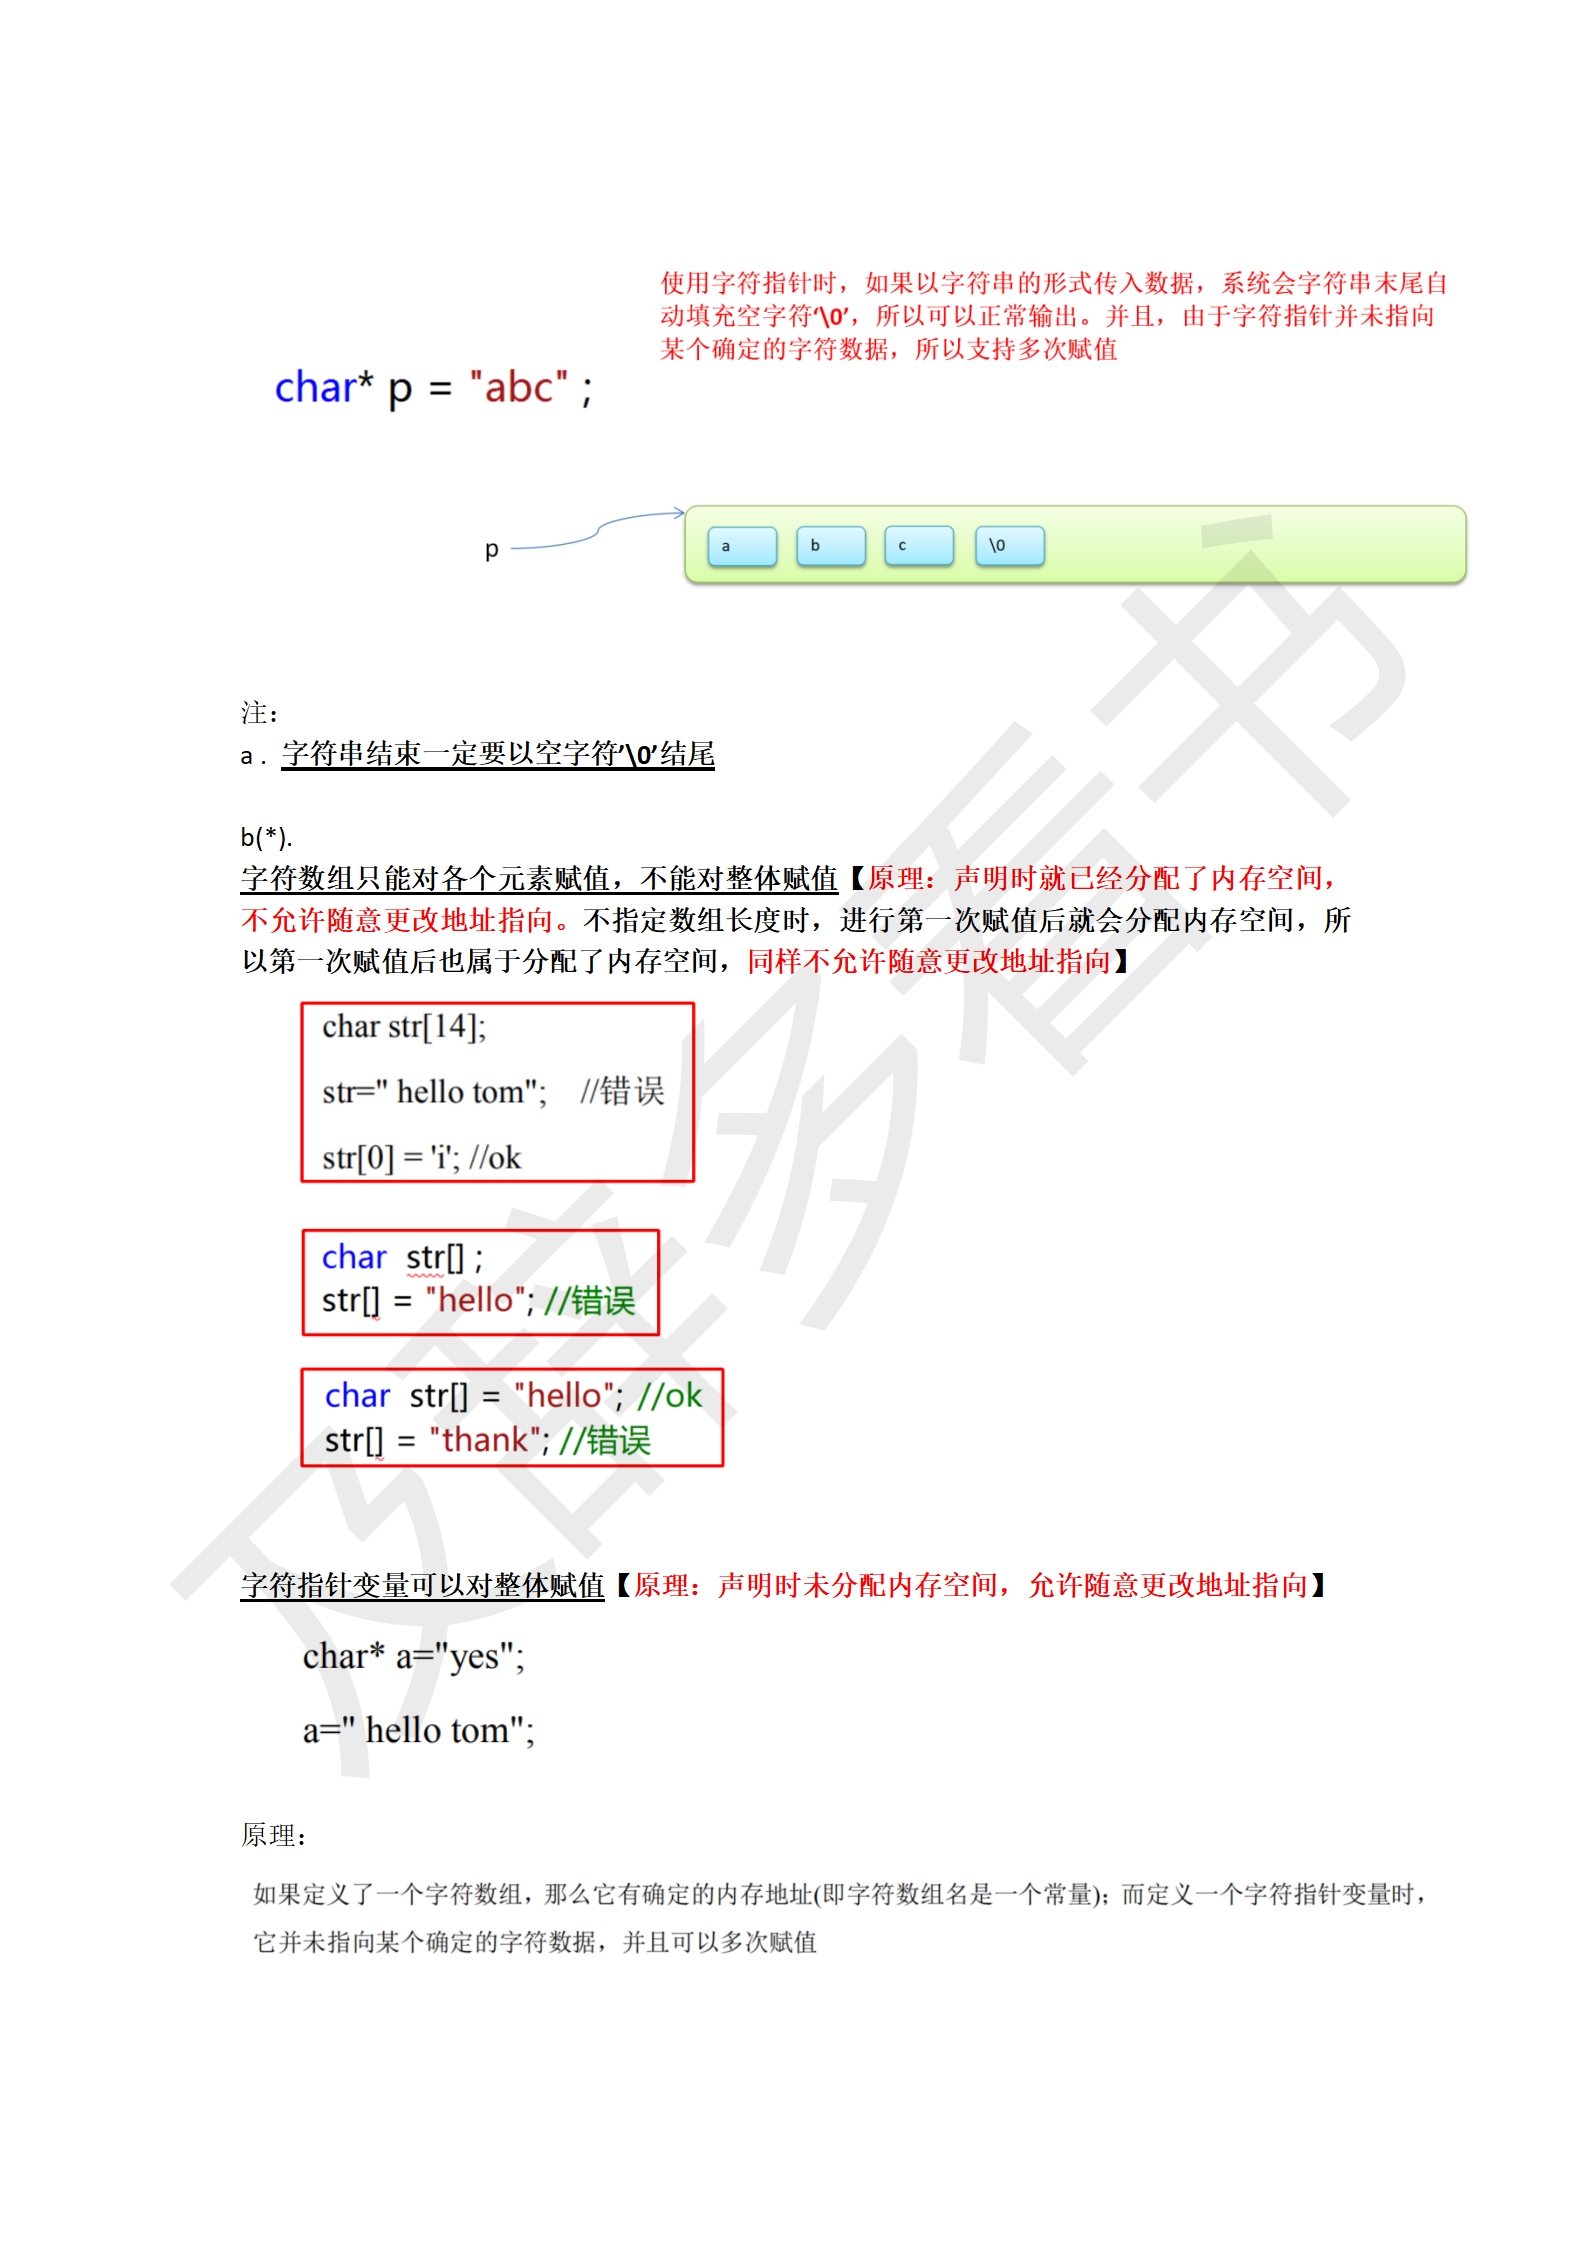 使用字符指针时，如果以字符串的形式传入数据，系统会字符串末尾自
动填充空字符‘\0’，所以可以正常输出。并且，由于字符指针并未指向
某个确定的字符数据，所以支持多次赋值
char* p = "abc" ;
p
a b c \0
注：
a . 字符串结束一定要以空字符’\0’结尾
b(*).
字符数组只能对各个元素赋值，不能对整体赋值【原理：声明时就已经分配了内存空间，
不允许随意更改地址指向。不指定数组长度时，进行第一次赋值后就会分配内存空间，所
以第一次赋值后也属于分配了内存空间，同样不允许随意更改地址指向】
char str[14];
str=" hello tom"; //错误
str[0] = 'i'; //ok
char str[] ;
str[] = "hello"; //错误
char str[] = "hello"; //ok
str[] = "thank"; //错误
字符指针变量可以对整体赋值【原理：声明时未分配内存空间，允许随意更改地址指向】
char* a="yes";
a=" hello tom";
原理：
如果定义了一个字符数组，那么它有确定的内存地址(即字符数组名是一个常量)；而定义一个字符指针变量时，
它并未指向某个确定的字符数据，并且可以多次赋值
及辞多看书